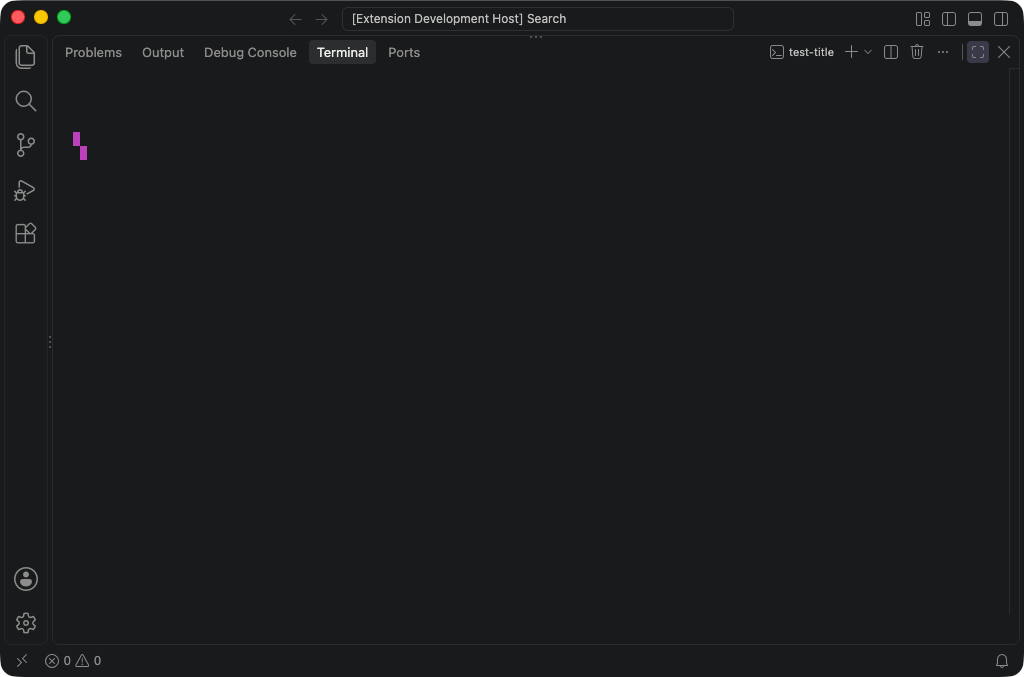 [Extension Development Host] Search
Problems Output Debug Console Terminal Ports test-title
0 0